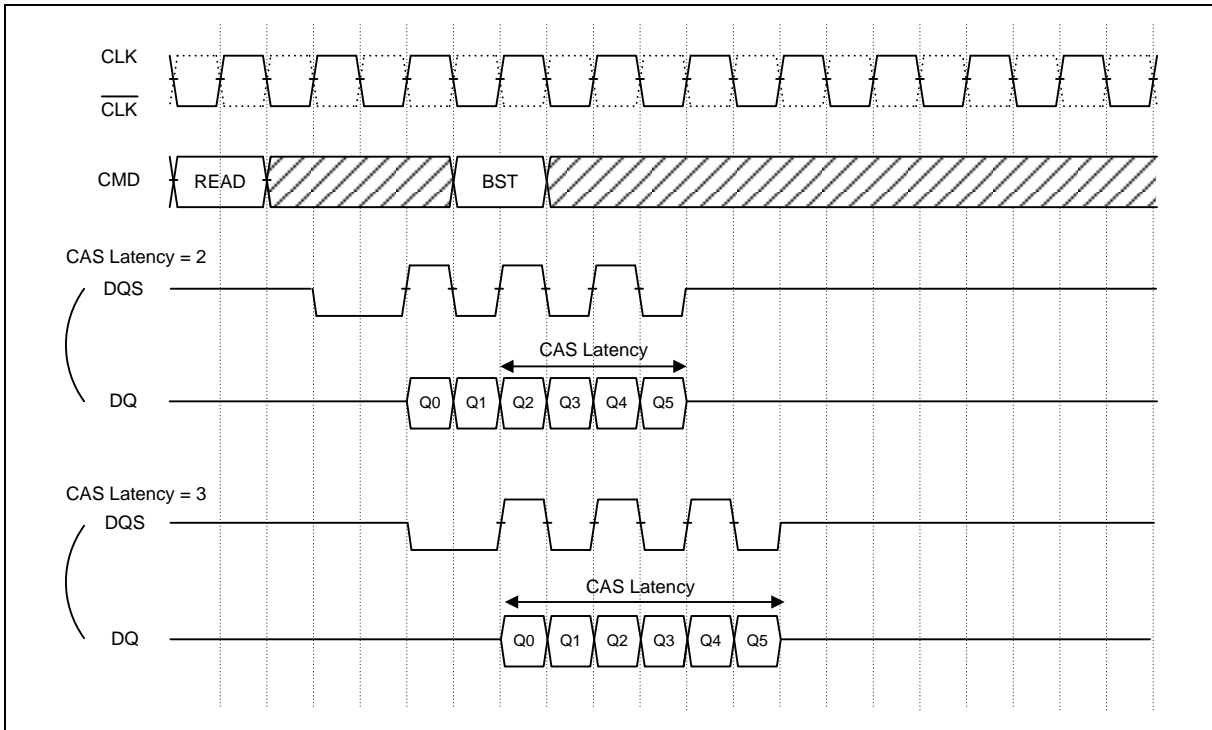 CLK
CLK
CMD
READ
BST
CAS Latency = 2
DQS
CAS Latency
DQ
Q0 Q1 Q2 Q3 Q4 Q5
CAS Latency = 3
DQS
CAS Latency
DQ
Q0 Q1 Q2 Q3 Q4 Q5